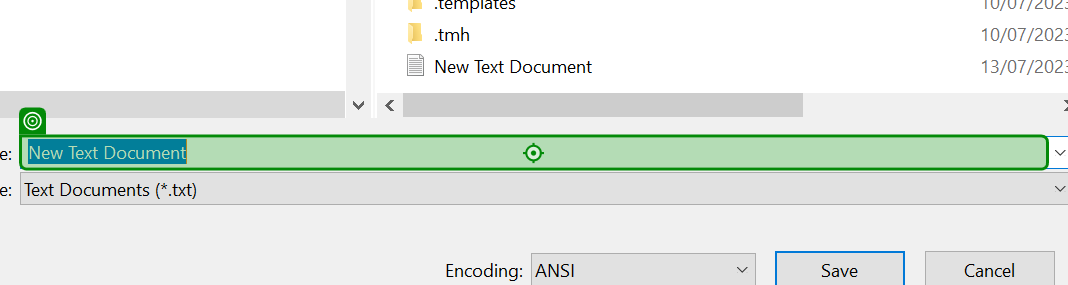 .templates 10/07/2023
.tmh 10/07/2023
New Text Document 13/07/2023
e: New Text Document
e: Text Documents (*.txt)
Encoding: ANSI Save Cancel